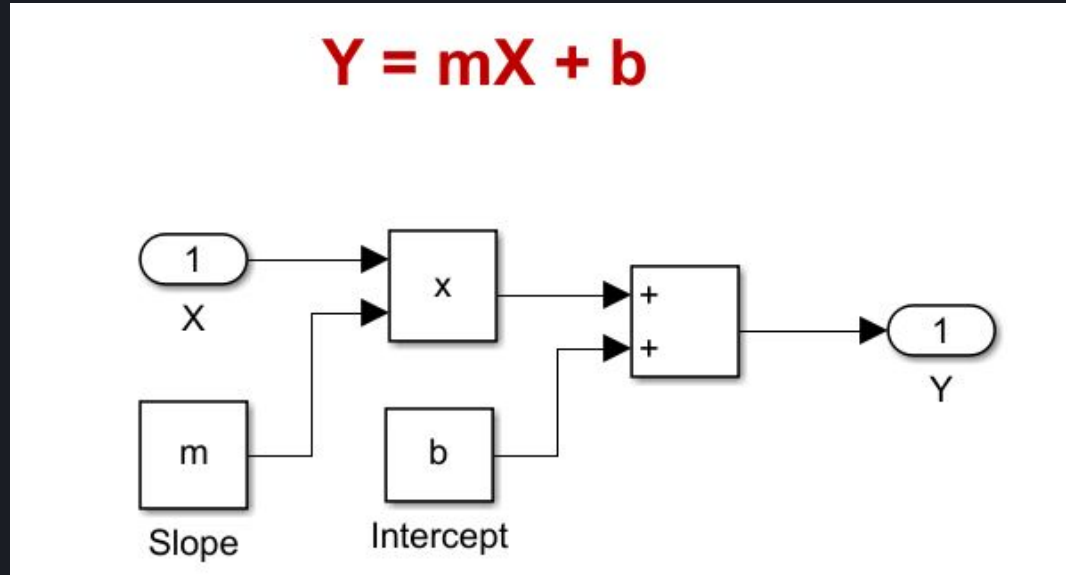 Y = mX + b
1
X
x
+
+
1
Y
m
Slope
b
Intercept